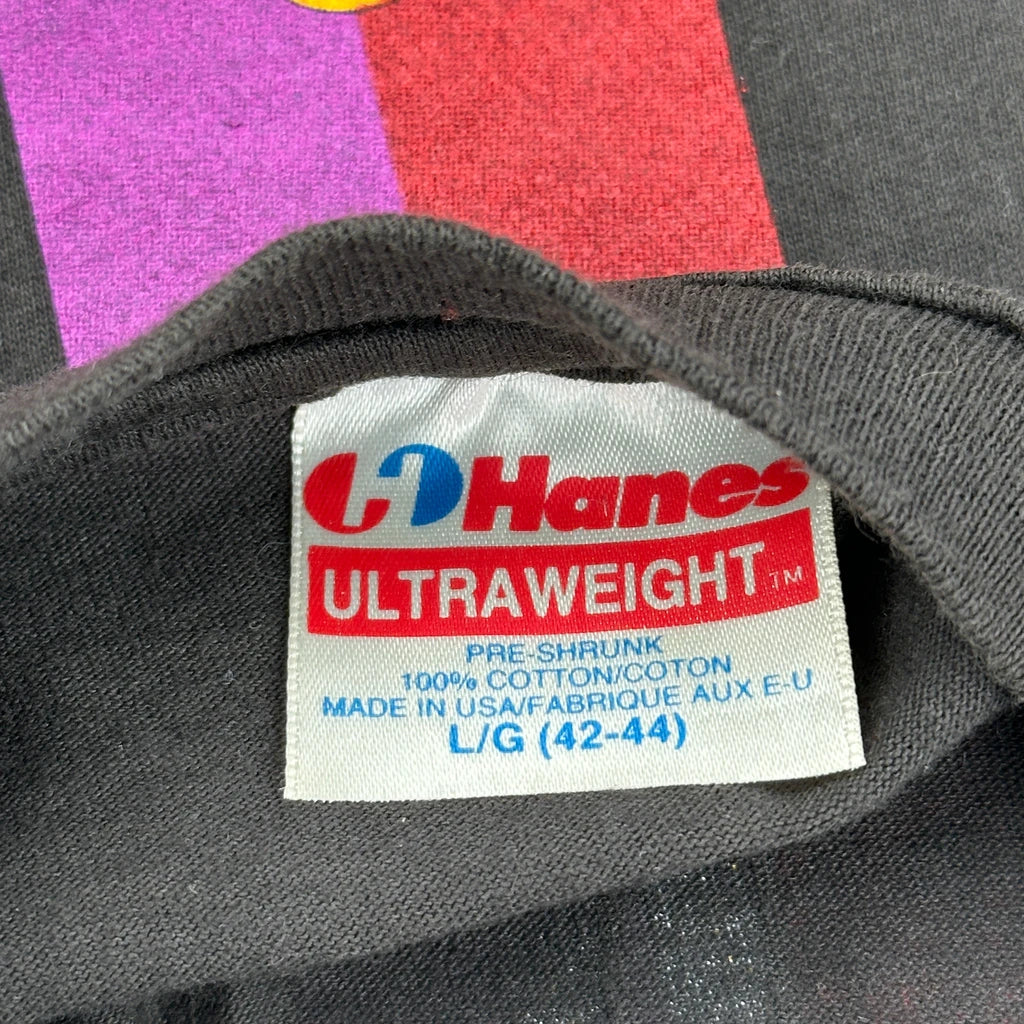 Hanes
ULTRAWEIGHT™
PRE-SHRUNK
100% COTTON/COTON
MADE IN USA/FABRIQUE AUX E-U
L/G (42-44)